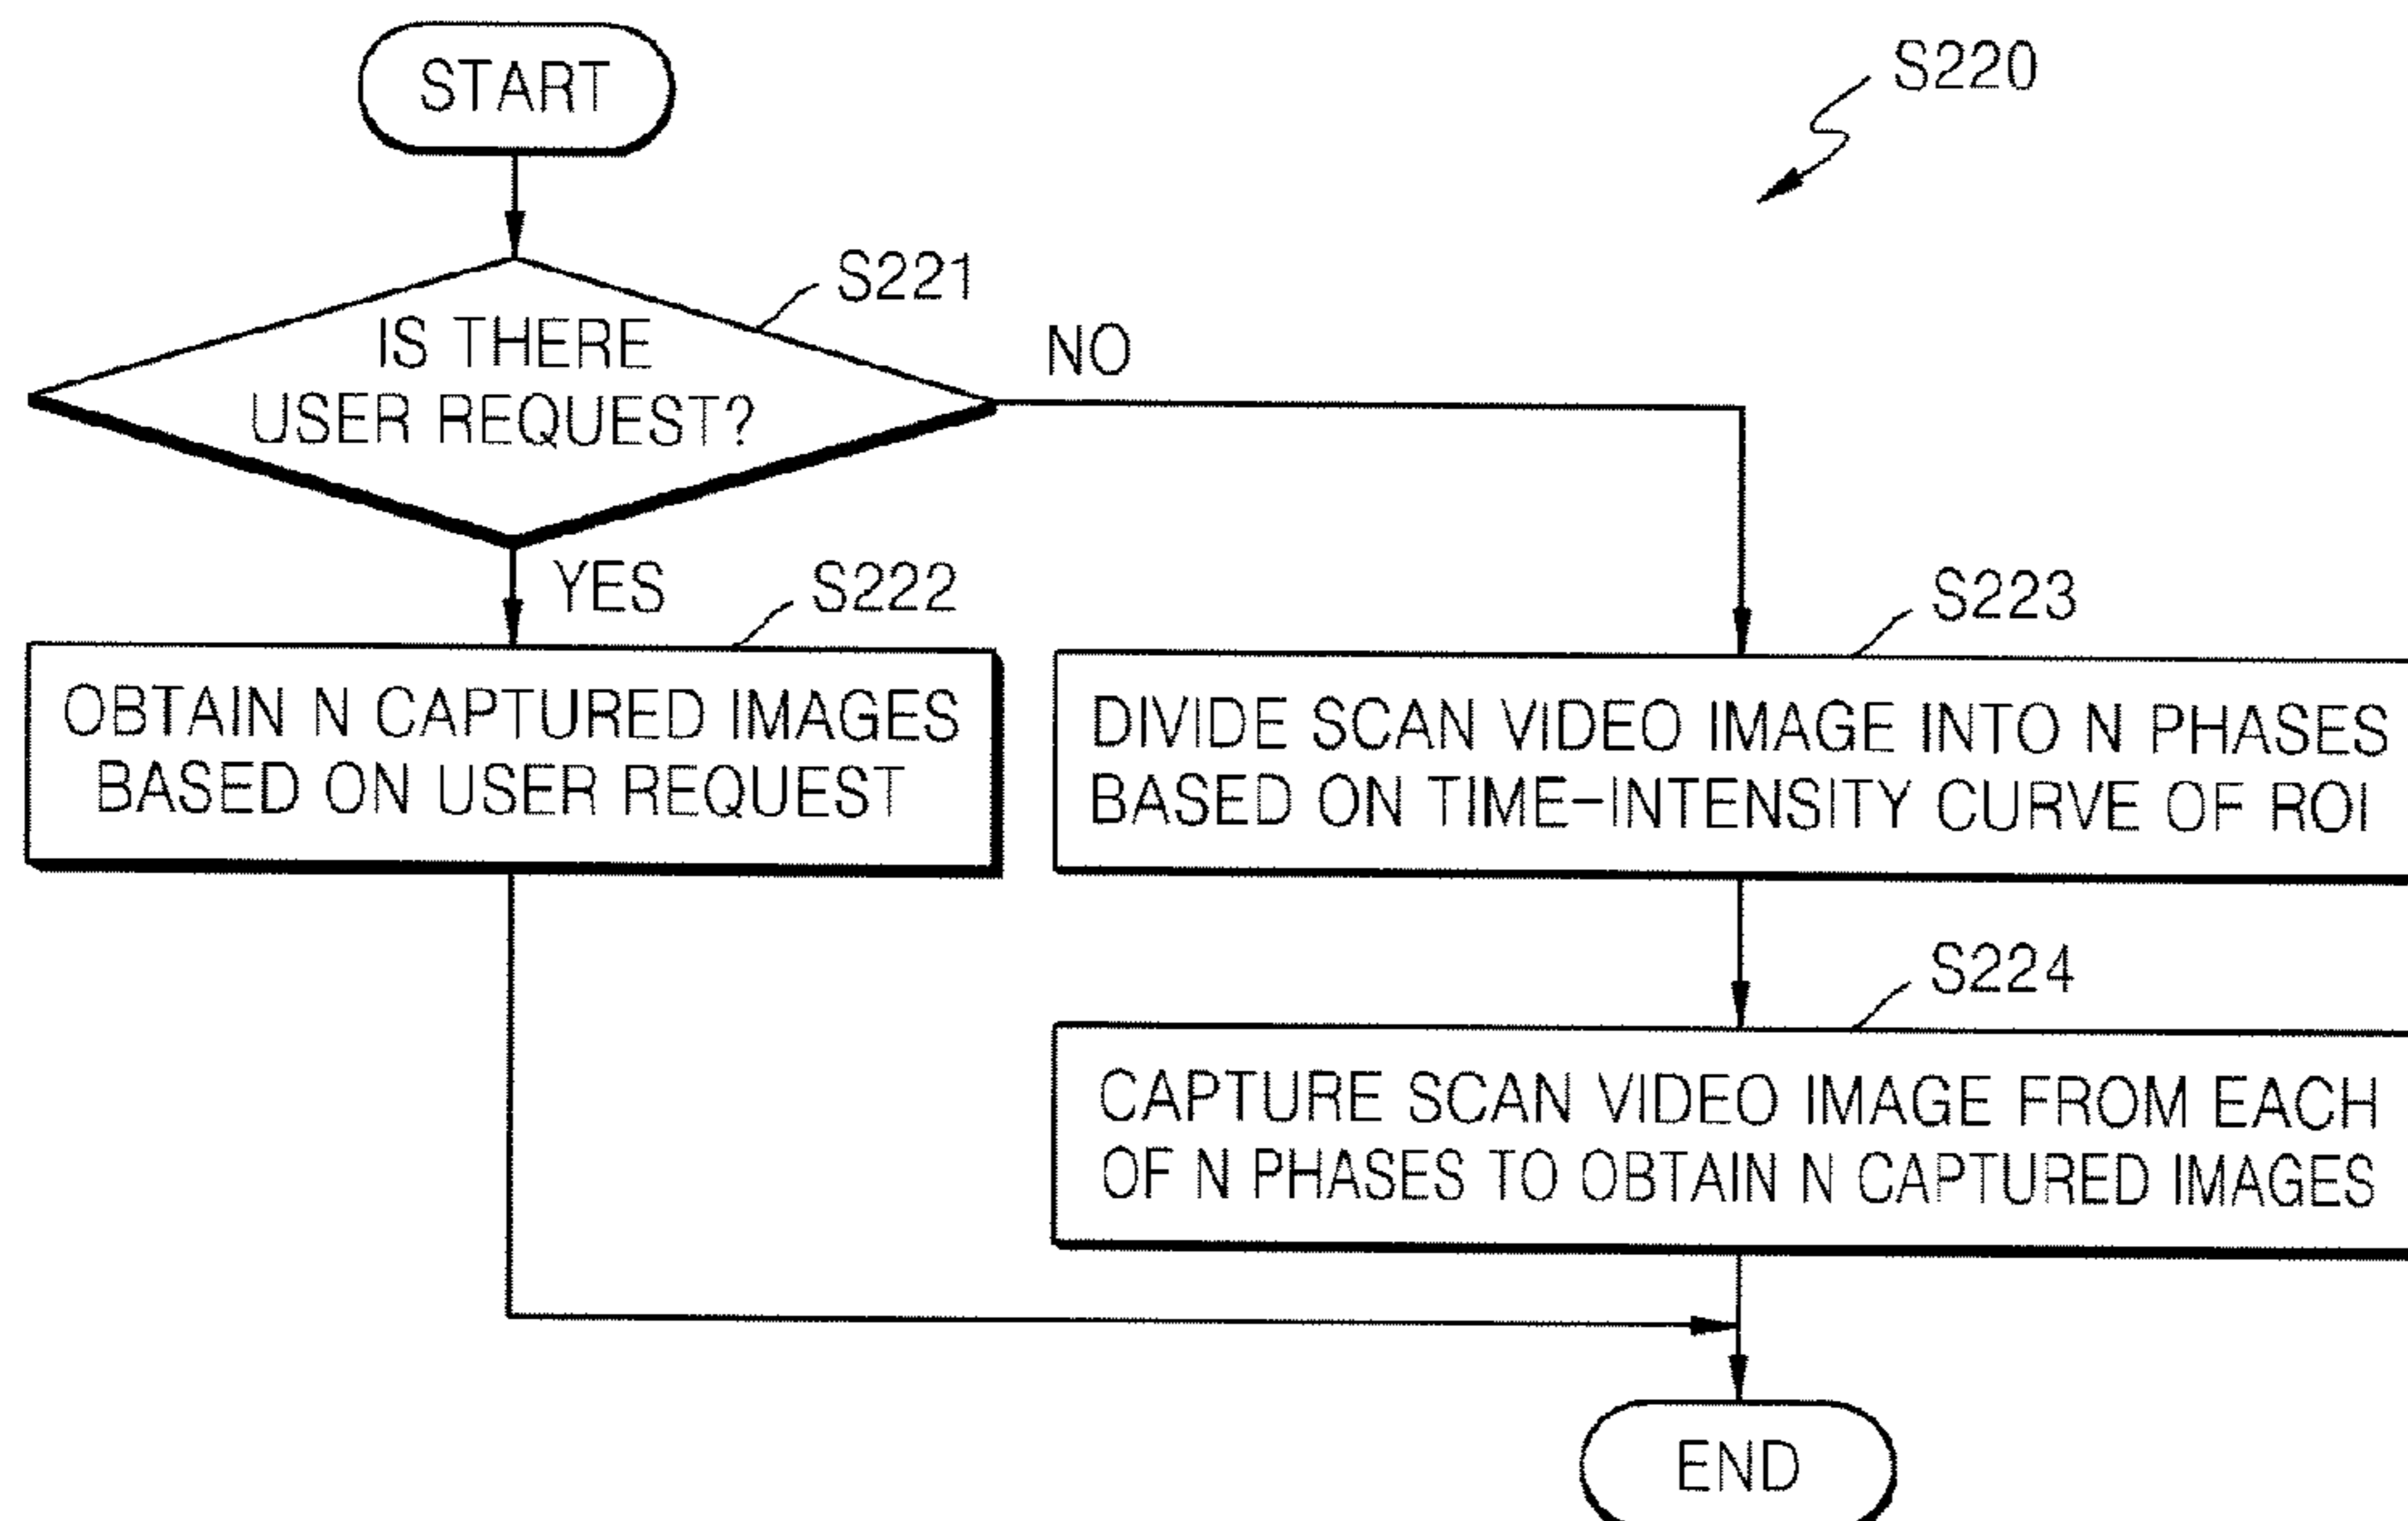 START
S220
S221
IS THERE
USER REQUEST?
NO
YES
S222
OBTAIN N CAPTURED IMAGES
BASED ON USER REQUEST
S223
DIVIDE SCAN VIDEO IMAGE INTO N PHASES
BASED ON TIME-INTENSITY CURVE OF ROI
S224
CAPTURE SCAN VIDEO IMAGE FROM EACH
OF N PHASES TO OBTAIN N CAPTURED IMAGES
END